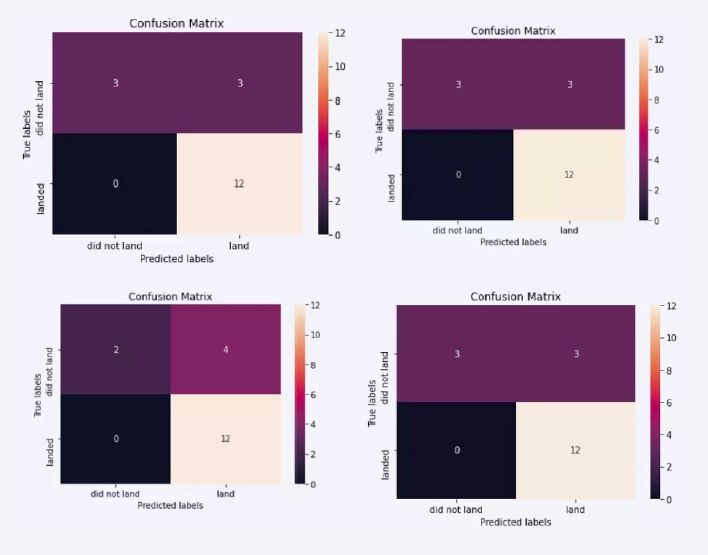 Confusion Matrix
did not land
3
3
landed
0
12
True labels
did not land
land
Predicted labels
12
10
8
6
4
2
0
Confusion Matrix
did not land
3
3
landed
0
12
True labels
did not land
land
Predicted labels
12
10
8
6
4
2
0
Confusion Matrix
did not land
2
4
landed
0
12
True labels
did not land
land
Predicted labels
12
10
8
6
4
2
0
Confusion Matrix
did not land
3
3
landed
0
12
True labels
did not land
land
Predicted labels
12
10
8
6
4
2
0